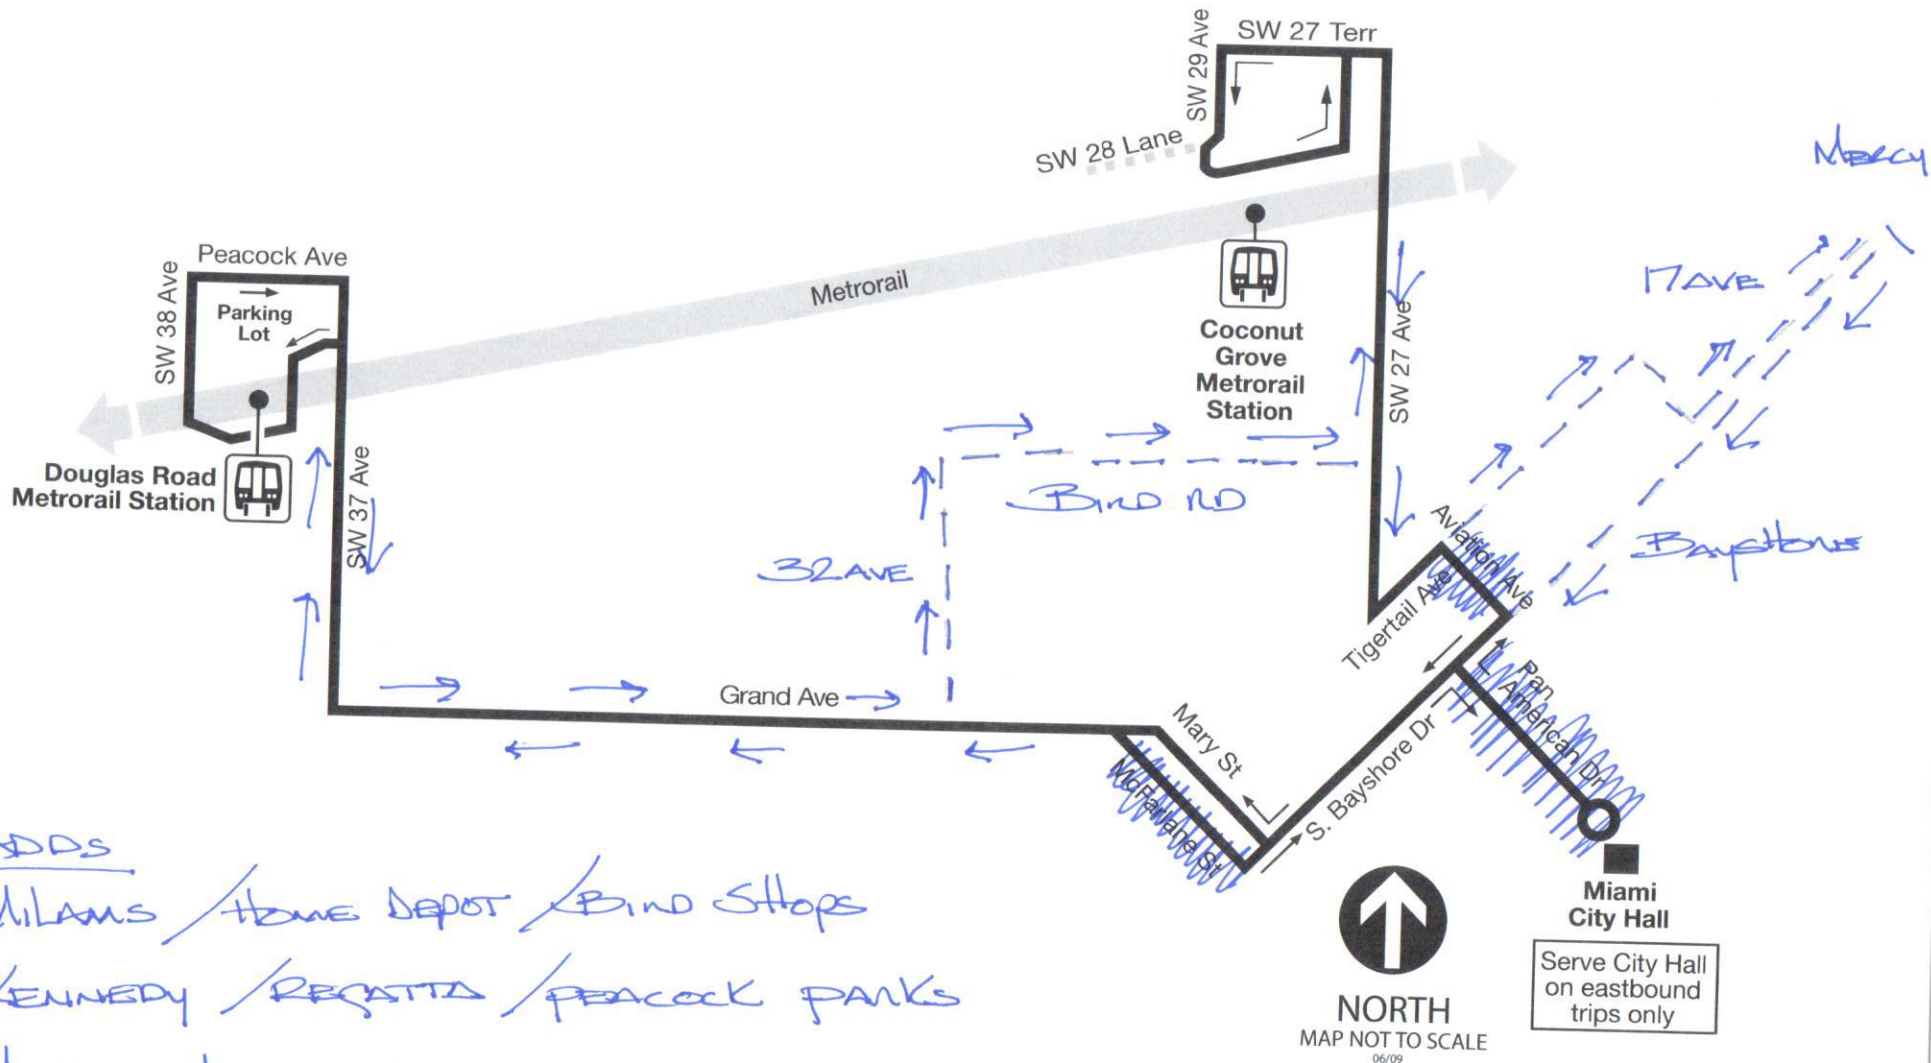 SW 29 Ave
SW 27 Terr
SW 28 Lane
MERCY
Peacock Ave
SW 38 Ave
Parking
Lot
Metrorail
17 AVE
Coconut
Grove
Metrorail
Station
SW 27 Ave
Douglas Road
Metrorail Station
SW 37 Ave
BIRD RD
32 AVE
Aviation Ave
BAYSHORE
Tigertail Ave
Grand Ave
Mary St
McFarlane St
S. Bayshore Dr
Pan
American Dr
ADDS
MILAMS / HOME DEPOT / BIRD SHOPS
KENNEDY / REGATTA / PEACOCK PARKS
Miami
City Hall
Serve City Hall
on eastbound
trips only
NORTH
MAP NOT TO SCALE
06/09